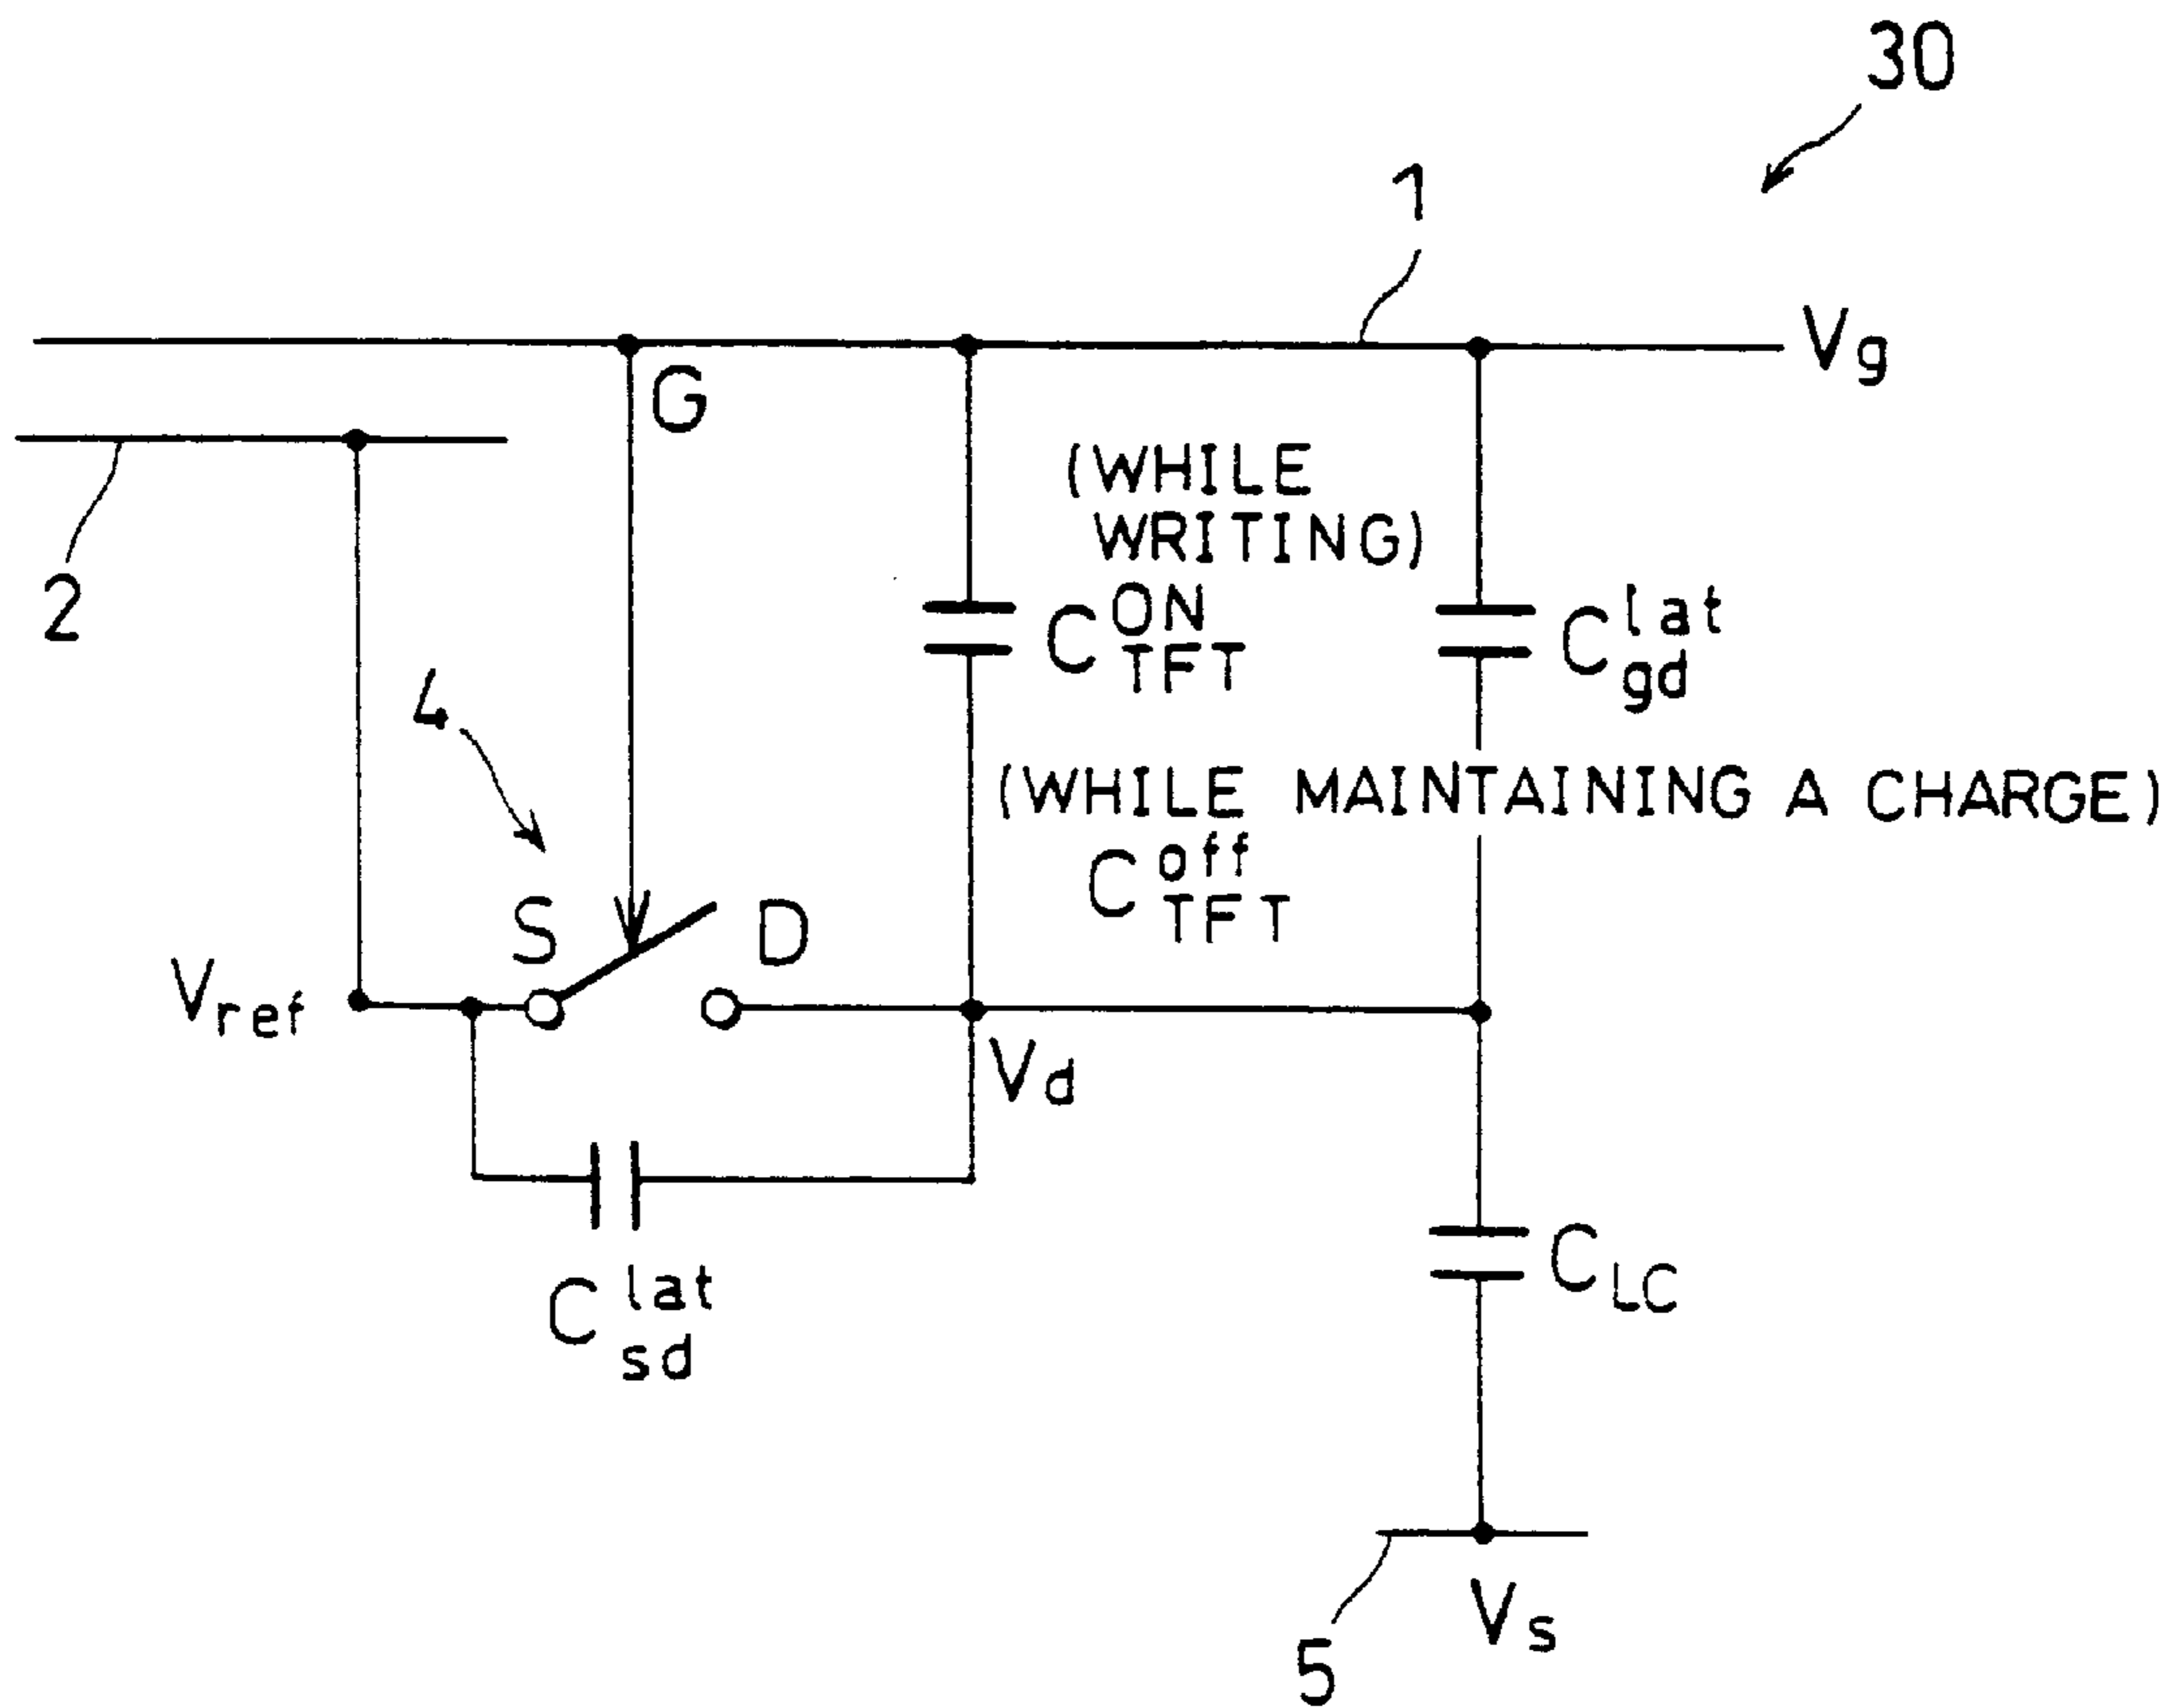 30
1
Vg
G
2
(WHILE
WRITING)
C ON TFT
C lat gd
4
(WHILE MAINTAINING A CHARGE)
C off TFT
S
D
Vref
Vd
C lat sd
CLC
5
Vs